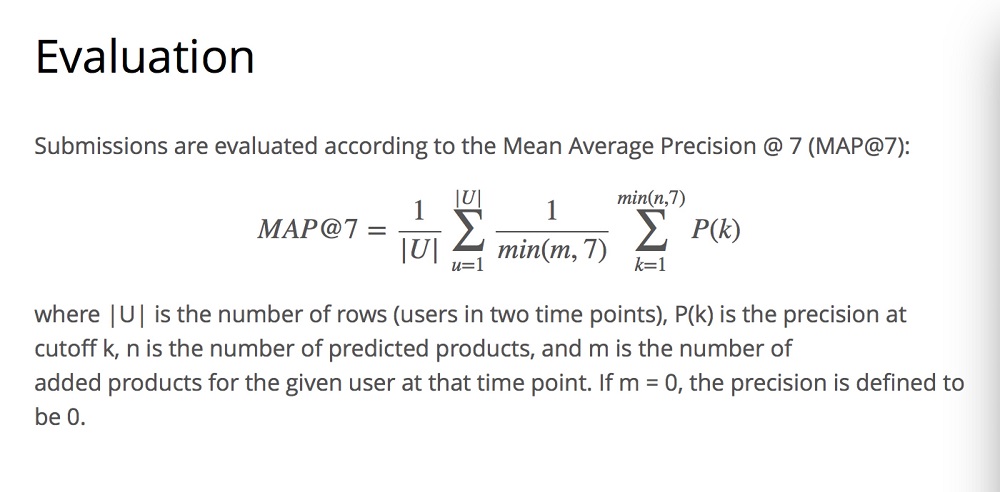 Evaluation
Submissions are evaluated according to the Mean Average Precision @ 7 (MAP@7):
MAP@7 = \frac{1}{|U|} \sum_{u=1}^{|U|} \frac{1}{min(m, 7)} \sum_{k=1}^{min(n,7)} P(k)
where |U| is the number of rows (users in two time points), P(k) is the precision at
cutoff k, n is the number of predicted products, and m is the number of
added products for the given user at that time point. If m = 0, the precision is defined to
be 0.